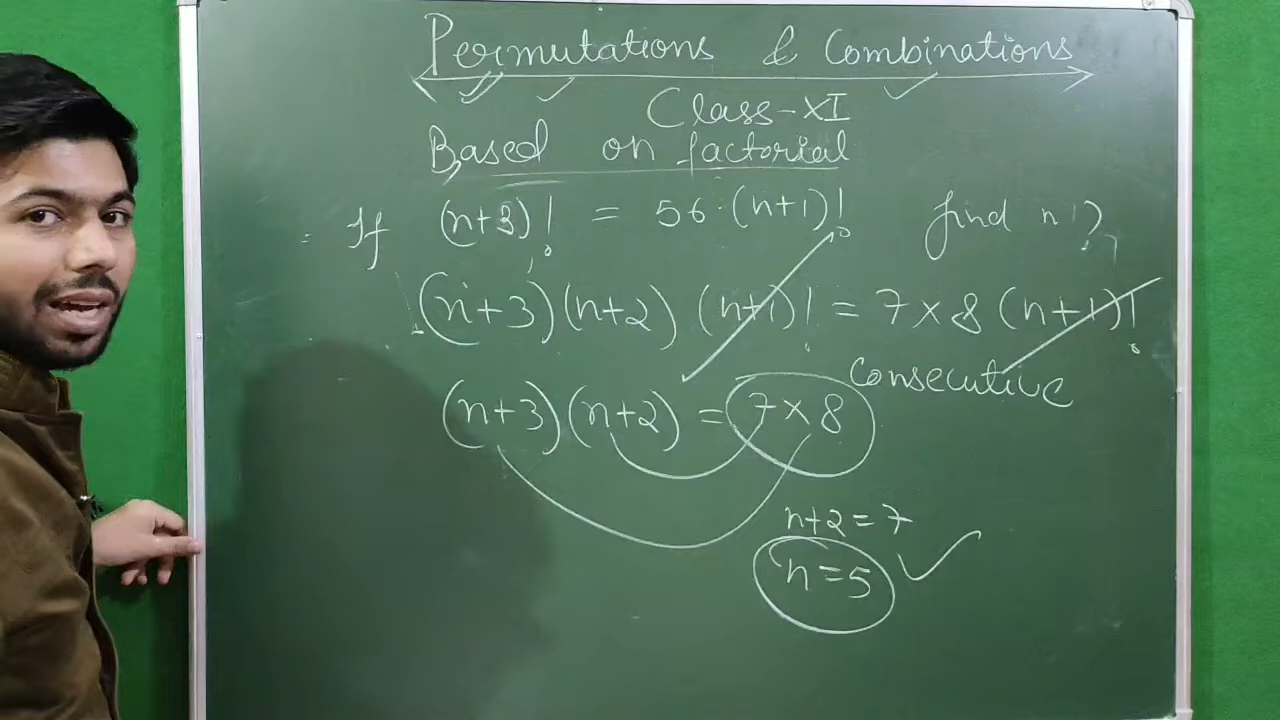 Permutations & Combinations
Class-XI
Based on factorial
If (n+3)! = 56·(n+1)! find n!?
(n+3)(n+2)(n+1)! = 7×8(n+1)!
consecutive
(n+3)(n+2) = 7×8
n+2=7
n=5